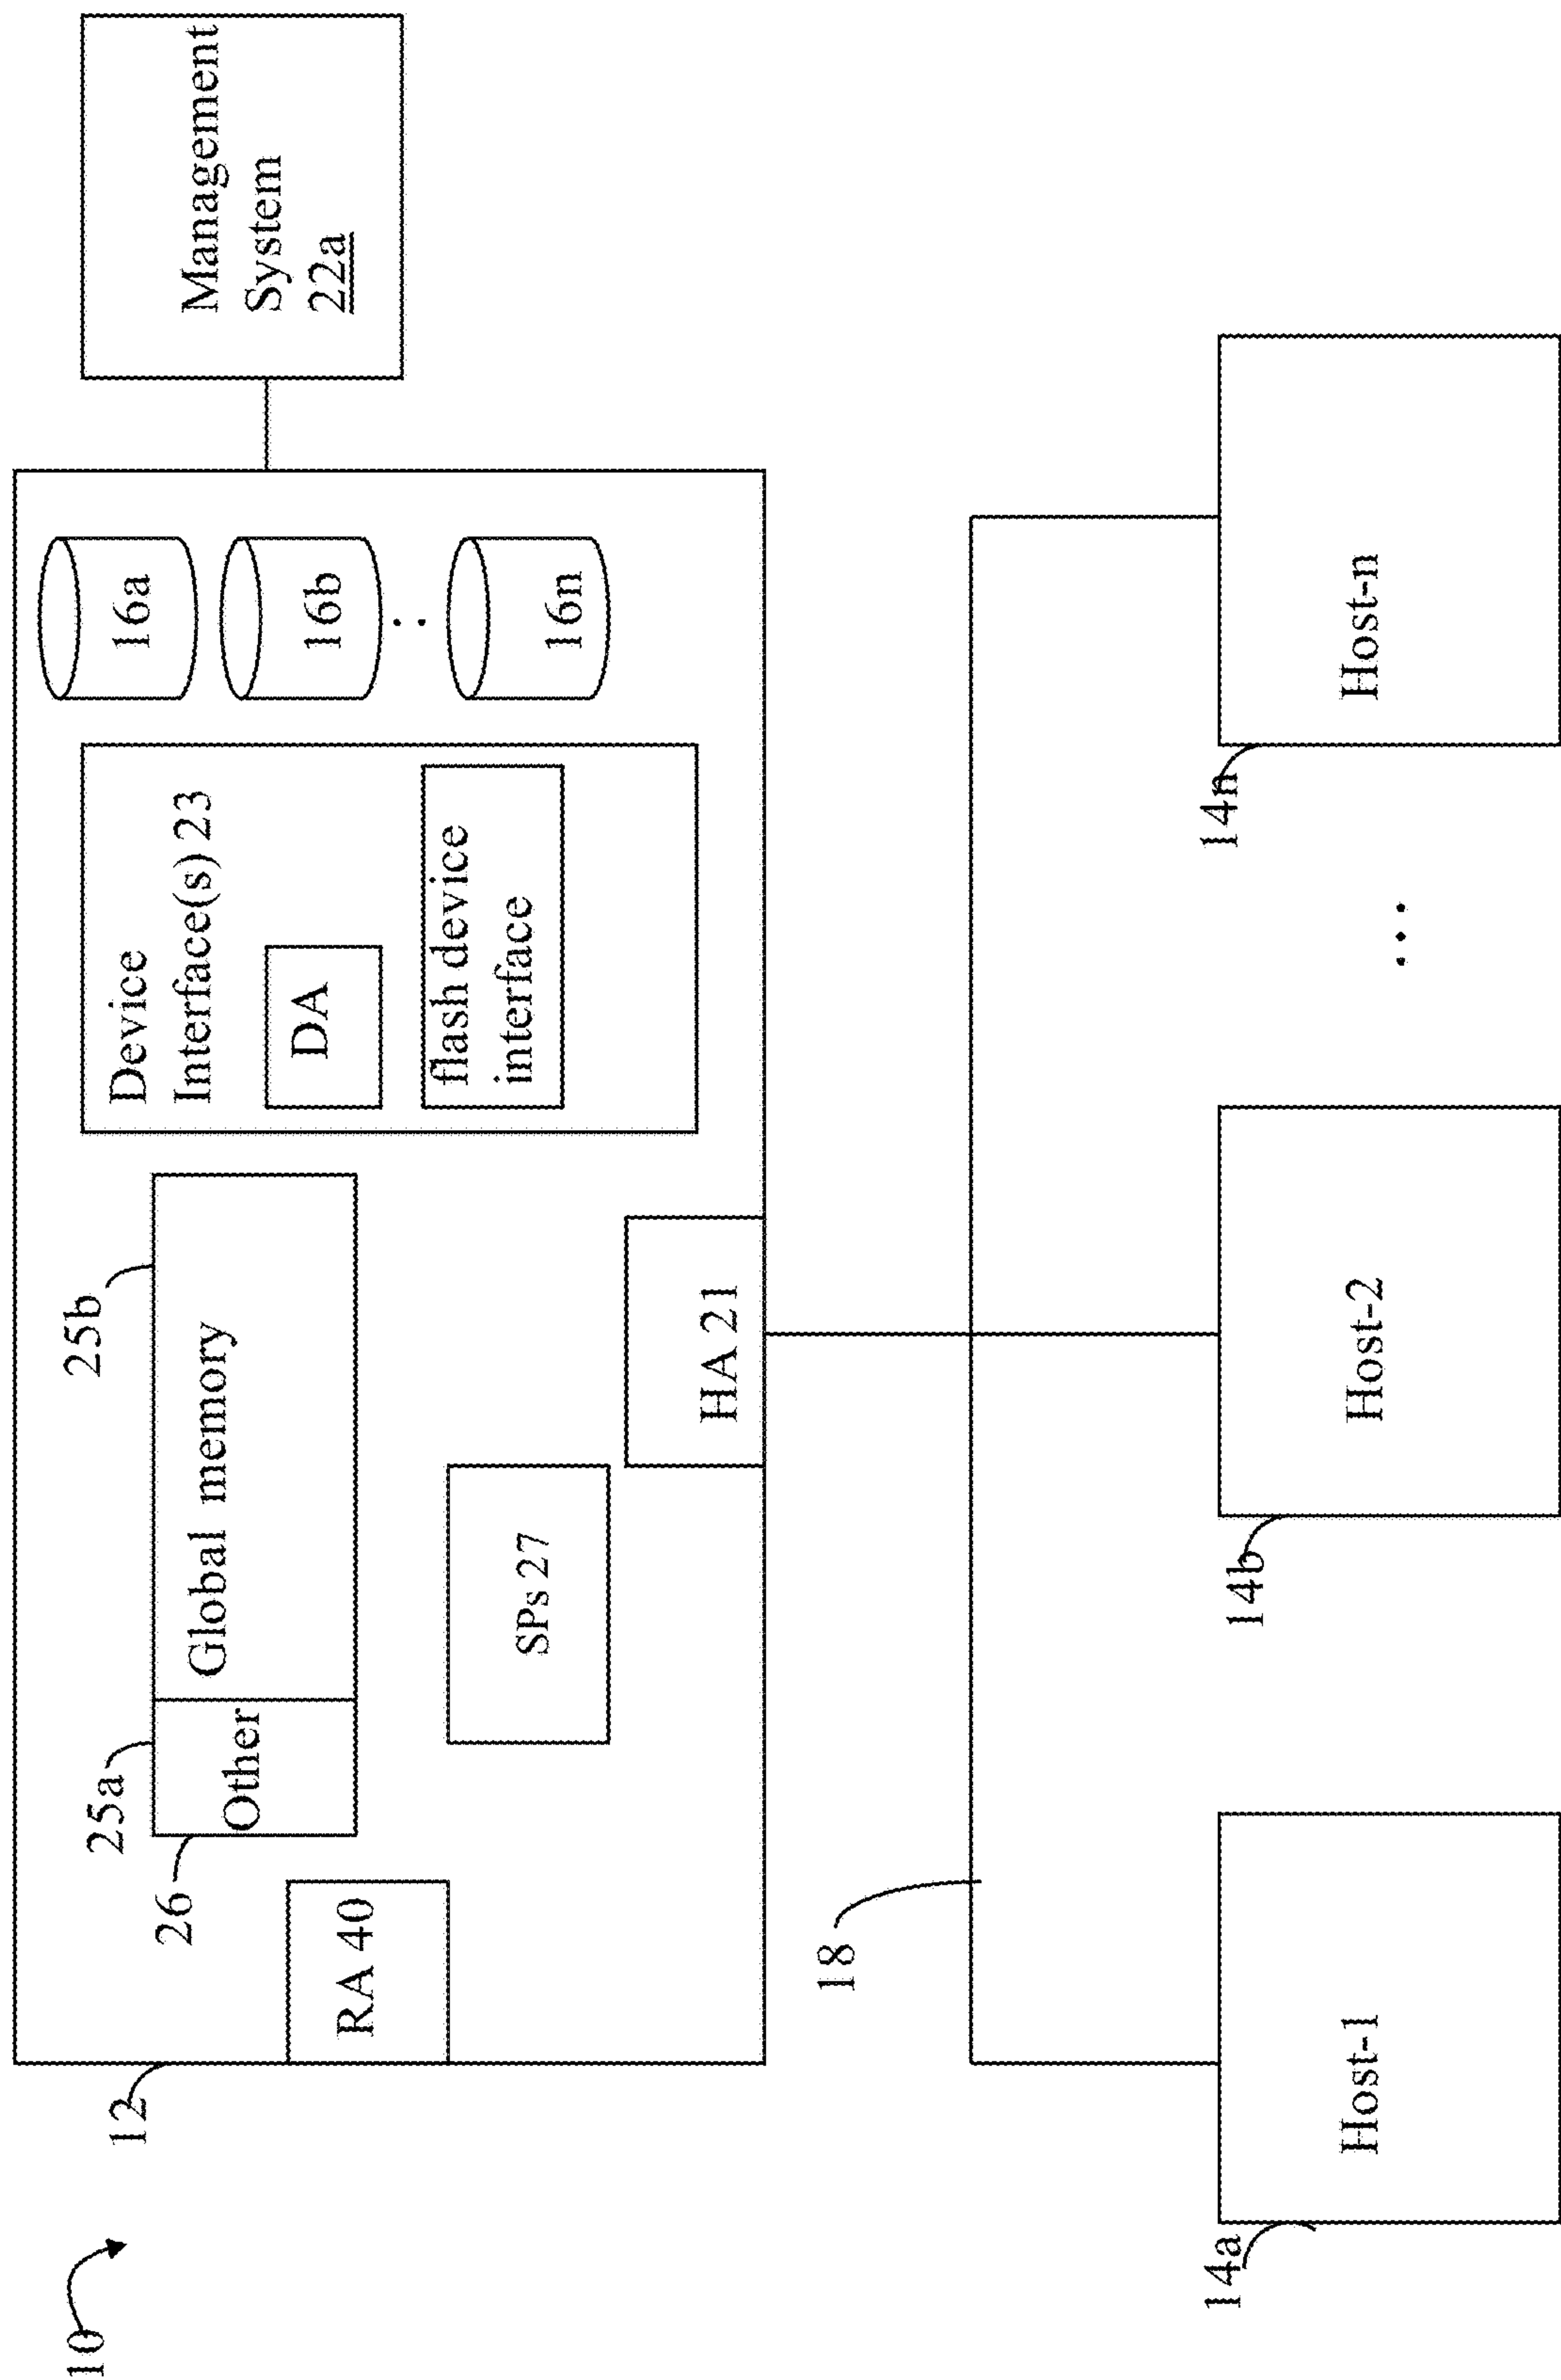 10
12
RA 40
26
25a
Other
25b
Global memory
SPs 27
HA 21
Device
Interface(s) 23
DA
flash device
interface
16a
16b
16n
Management
System
22a
18
14a
Host-1
14b
Host-2
...
14n
Host-n